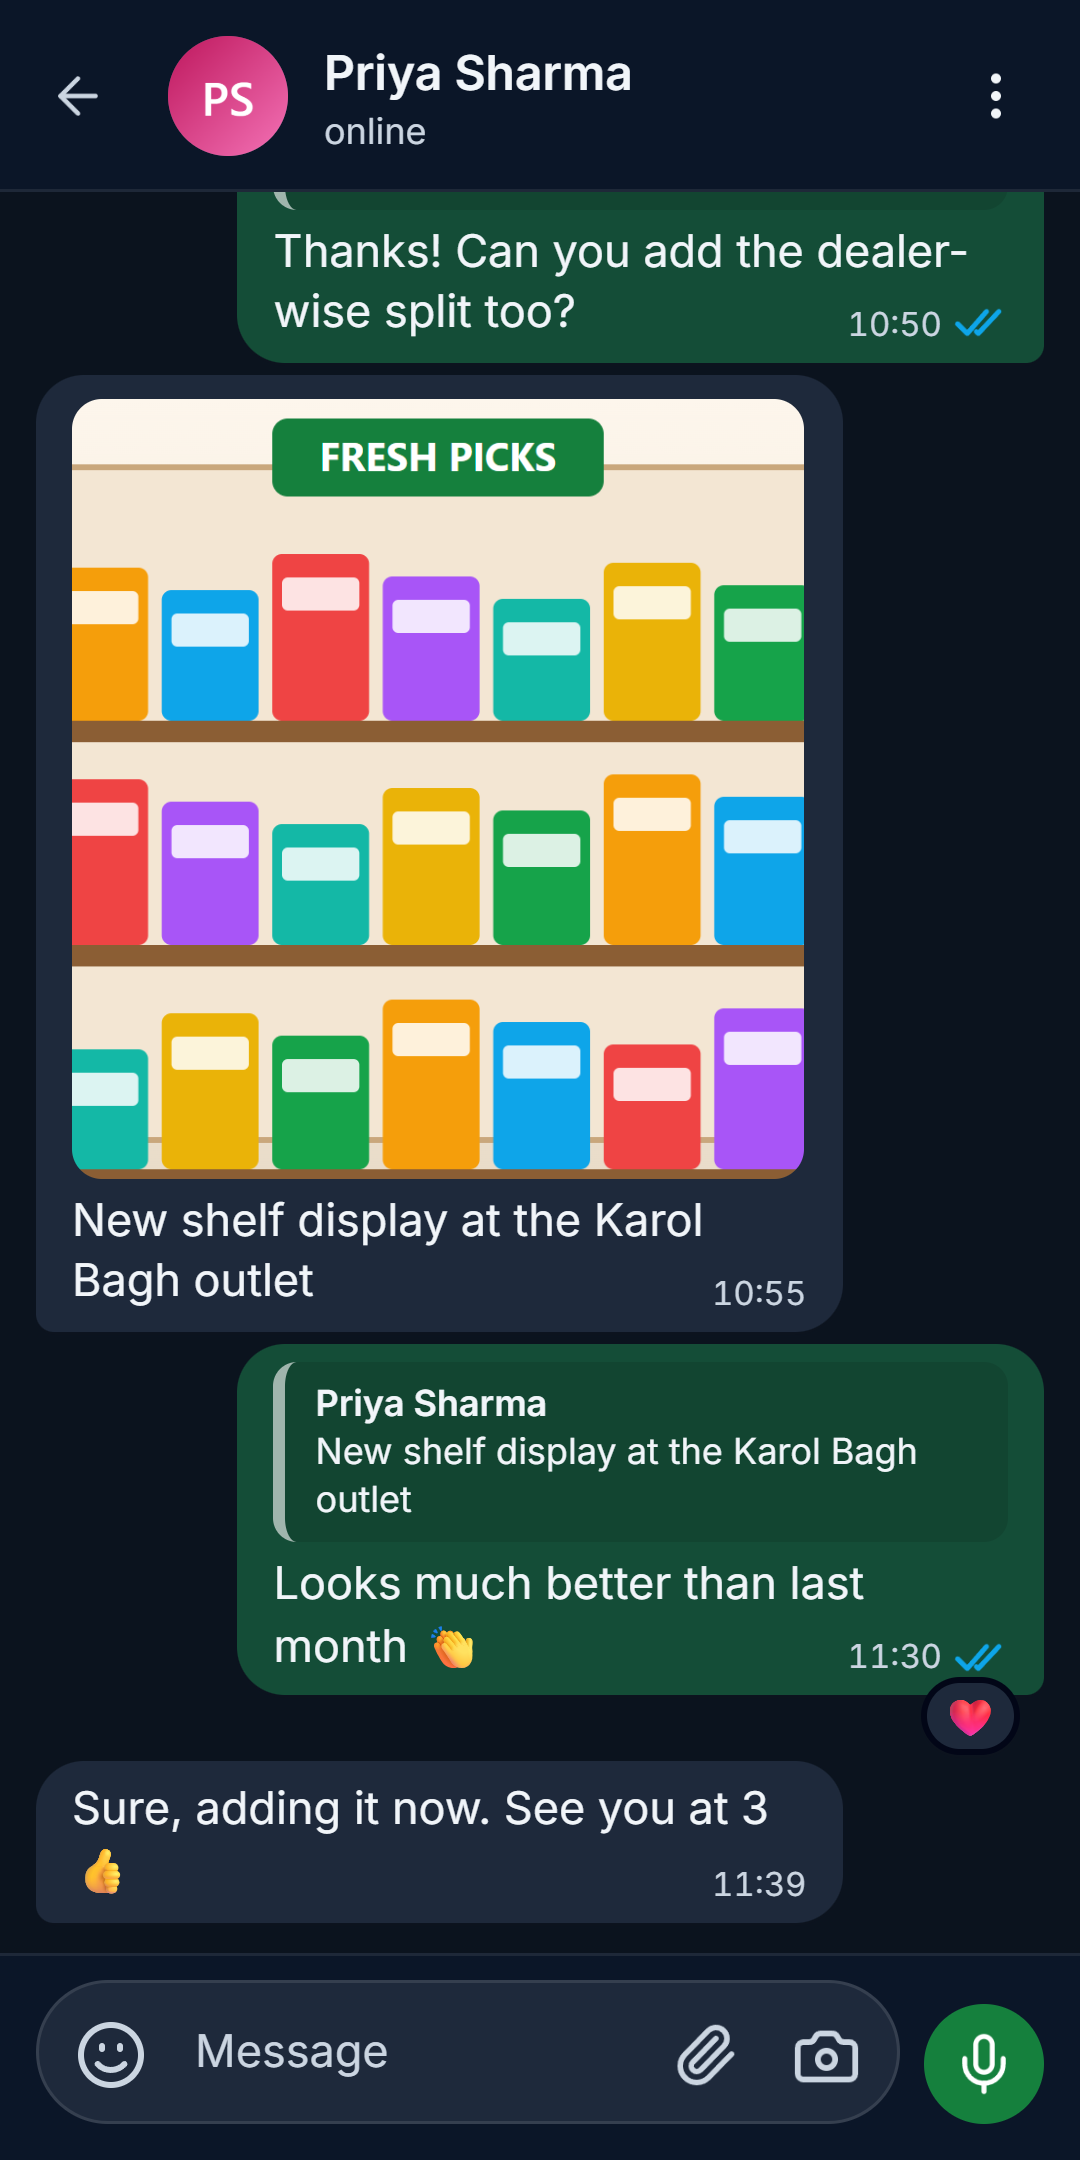 PS
Priya Sharma
online
Thanks! Can you add the dealer-
wise split too?
10:50
FRESH PICKS
New shelf display at the Karol
Bagh outlet
10:55
Priya Sharma
New shelf display at the Karol Bagh
outlet
Looks much better than last
month 👏
11:30
❤️
Sure, adding it now. See you at 3
👍
11:39
Message